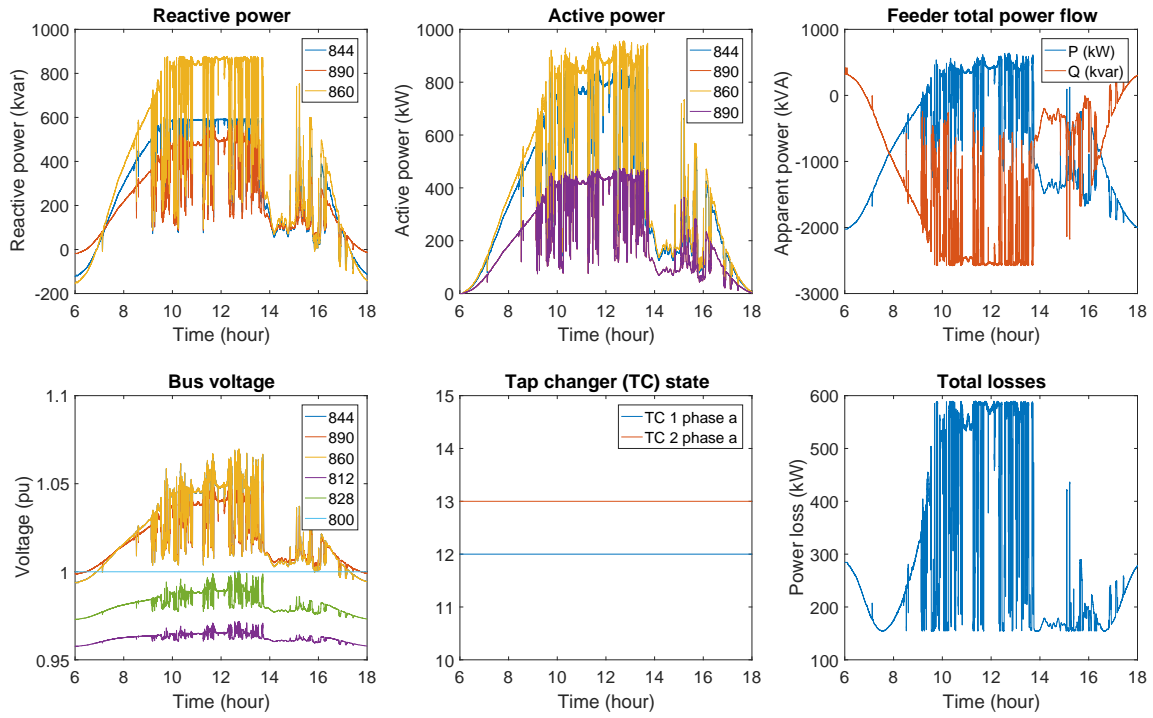 Reactive power
Reactive power (kvar)
1000
800
600
400
200
0
-200
6 8 10 12 14 16 18
Time (hour)
844
890
860
Active power
Active power (kW)
1000
800
600
400
200
0
6 8 10 12 14 16 18
Time (hour)
844
890
860
890
Feeder total power flow
Apparent power (kVA)
1000
0
-1000
-2000
-3000
6 8 10 12 14 16 18
Time (hour)
P (kW)
Q (kvar)
Bus voltage
Voltage (pu)
1.1
1.05
1
0.95
6 8 10 12 14 16 18
Time (hour)
844
890
860
812
828
800
Tap changer (TC) state
15
14
13
12
11
10
6 8 10 12 14 16 18
Time (hour)
TC 1 phase a
TC 2 phase a
Total losses
Power loss (kW)
600
500
400
300
200
100
6 8 10 12 14 16 18
Time (hour)